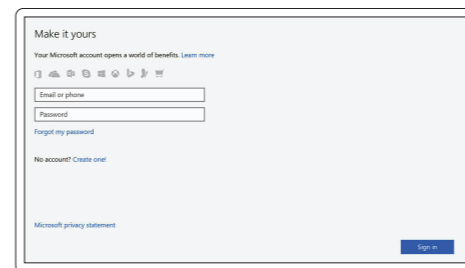 Make it yours
Your Microsoft account opens a world of benefits. Learn more
Email or phone
Password
Forgot my password
No account? Create one!
Microsoft privacy statement
Sign in